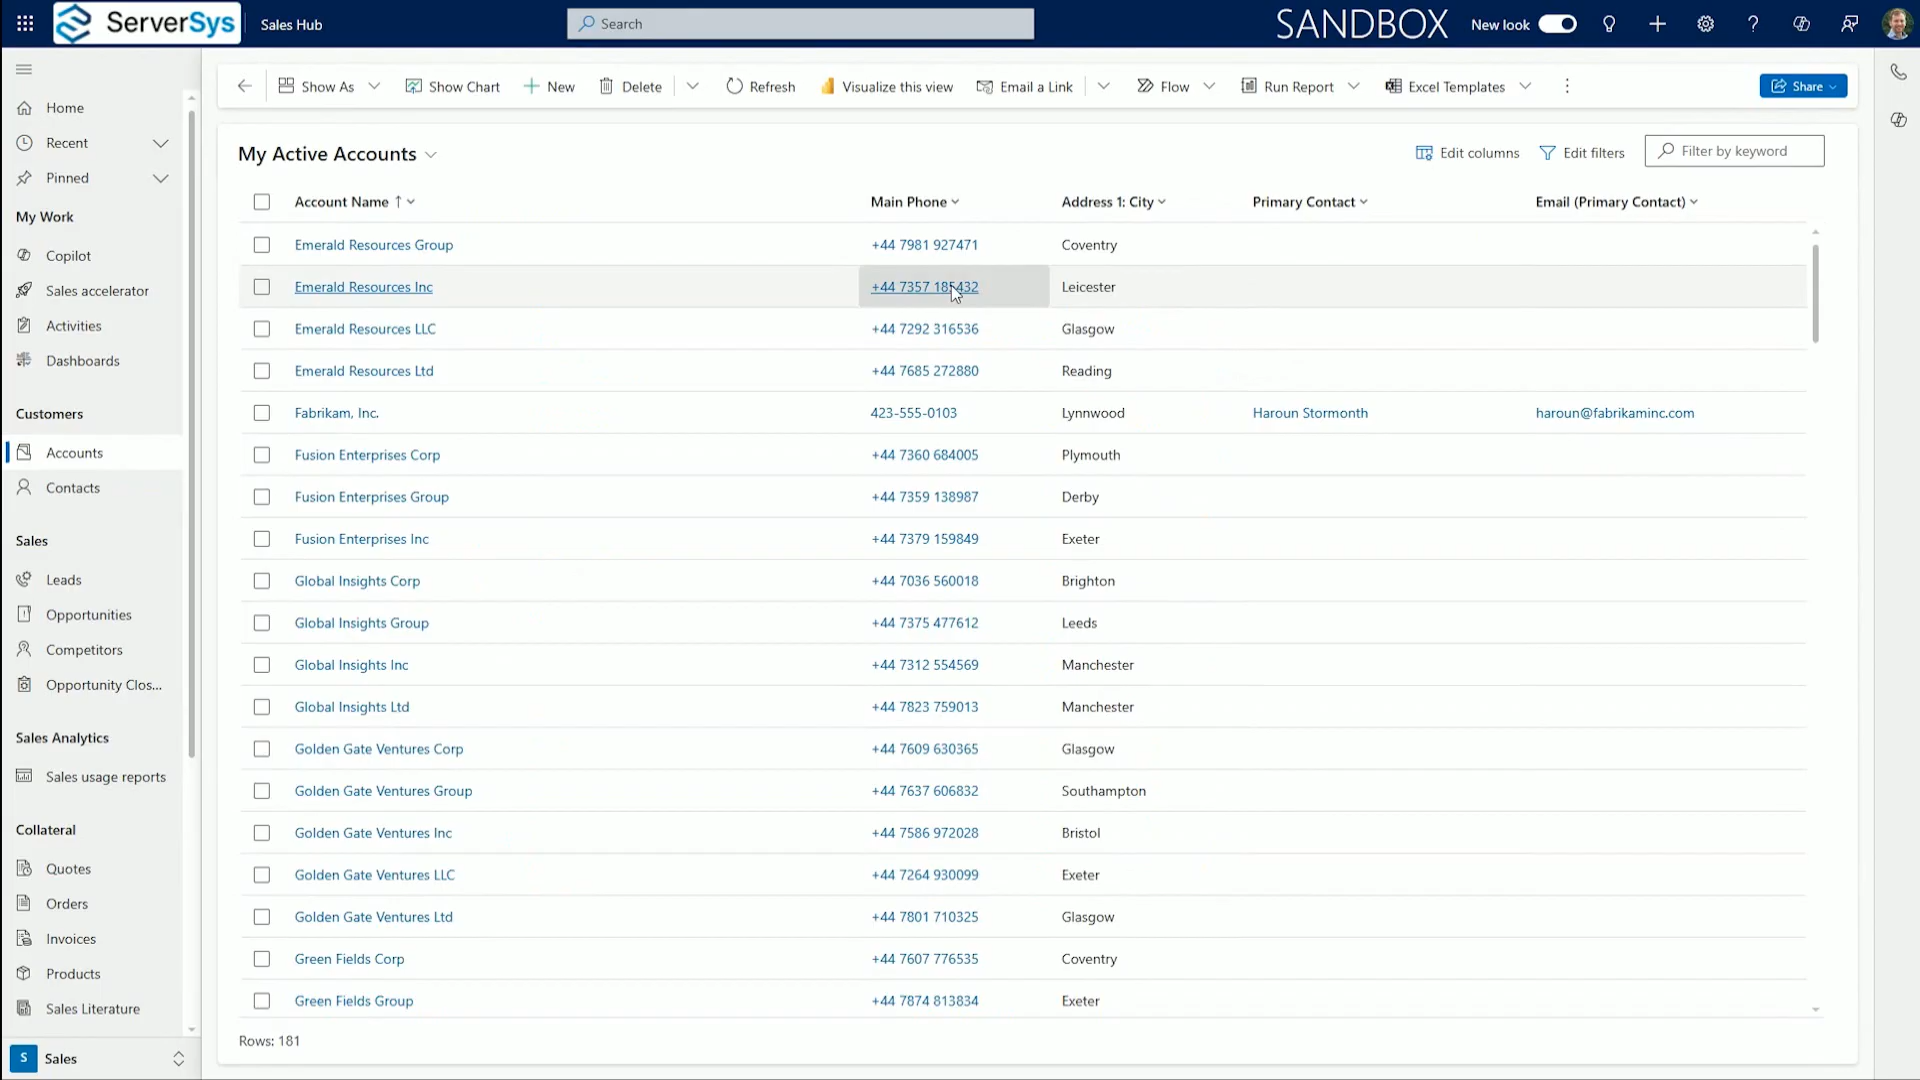 ServerSys
Sales Hub
Search
SANDBOX
New look
Show As
Show Chart
New
Delete
Refresh
Visualize this view
Email a Link
Flow
Run Report
Excel Templates
Share
Home
Recent
Pinned
My Work
Copilot
Sales accelerator
Activities
Dashboards
Customers
Accounts
Contacts
Sales
Leads
Opportunities
Competitors
Opportunity Clos...
Sales Analytics
Sales usage reports
Collateral
Quotes
Orders
Invoices
Products
Sales Literature
S Sales
My Active Accounts
Edit columns
Edit filters
Filter by keyword
Account Name ↑ Main Phone Address 1: City Primary Contact Email (Primary Contact)
Emerald Resources Group +44 7981 927471 Coventry
Emerald Resources Inc +44 7357 185432 Leicester
Emerald Resources LLC +44 7292 316536 Glasgow
Emerald Resources Ltd +44 7685 272880 Reading
Fabrikam, Inc. 423-555-0103 Lynnwood Haroun Stormonth haroun@fabrikaminc.com
Fusion Enterprises Corp +44 7360 684005 Plymouth
Fusion Enterprises Group +44 7359 138987 Derby
Fusion Enterprises Inc +44 7379 159849 Exeter
Global Insights Corp +44 7036 560018 Brighton
Global Insights Group +44 7375 477612 Leeds
Global Insights Inc +44 7312 554569 Manchester
Global Insights Ltd +44 7823 759013 Manchester
Golden Gate Ventures Corp +44 7609 630365 Glasgow
Golden Gate Ventures Group +44 7637 606832 Southampton
Golden Gate Ventures Inc +44 7586 972028 Bristol
Golden Gate Ventures LLC +44 7264 930099 Exeter
Golden Gate Ventures Ltd +44 7801 710325 Glasgow
Green Fields Corp +44 7607 776535 Coventry
Green Fields Group +44 7874 813834 Exeter
Rows: 181